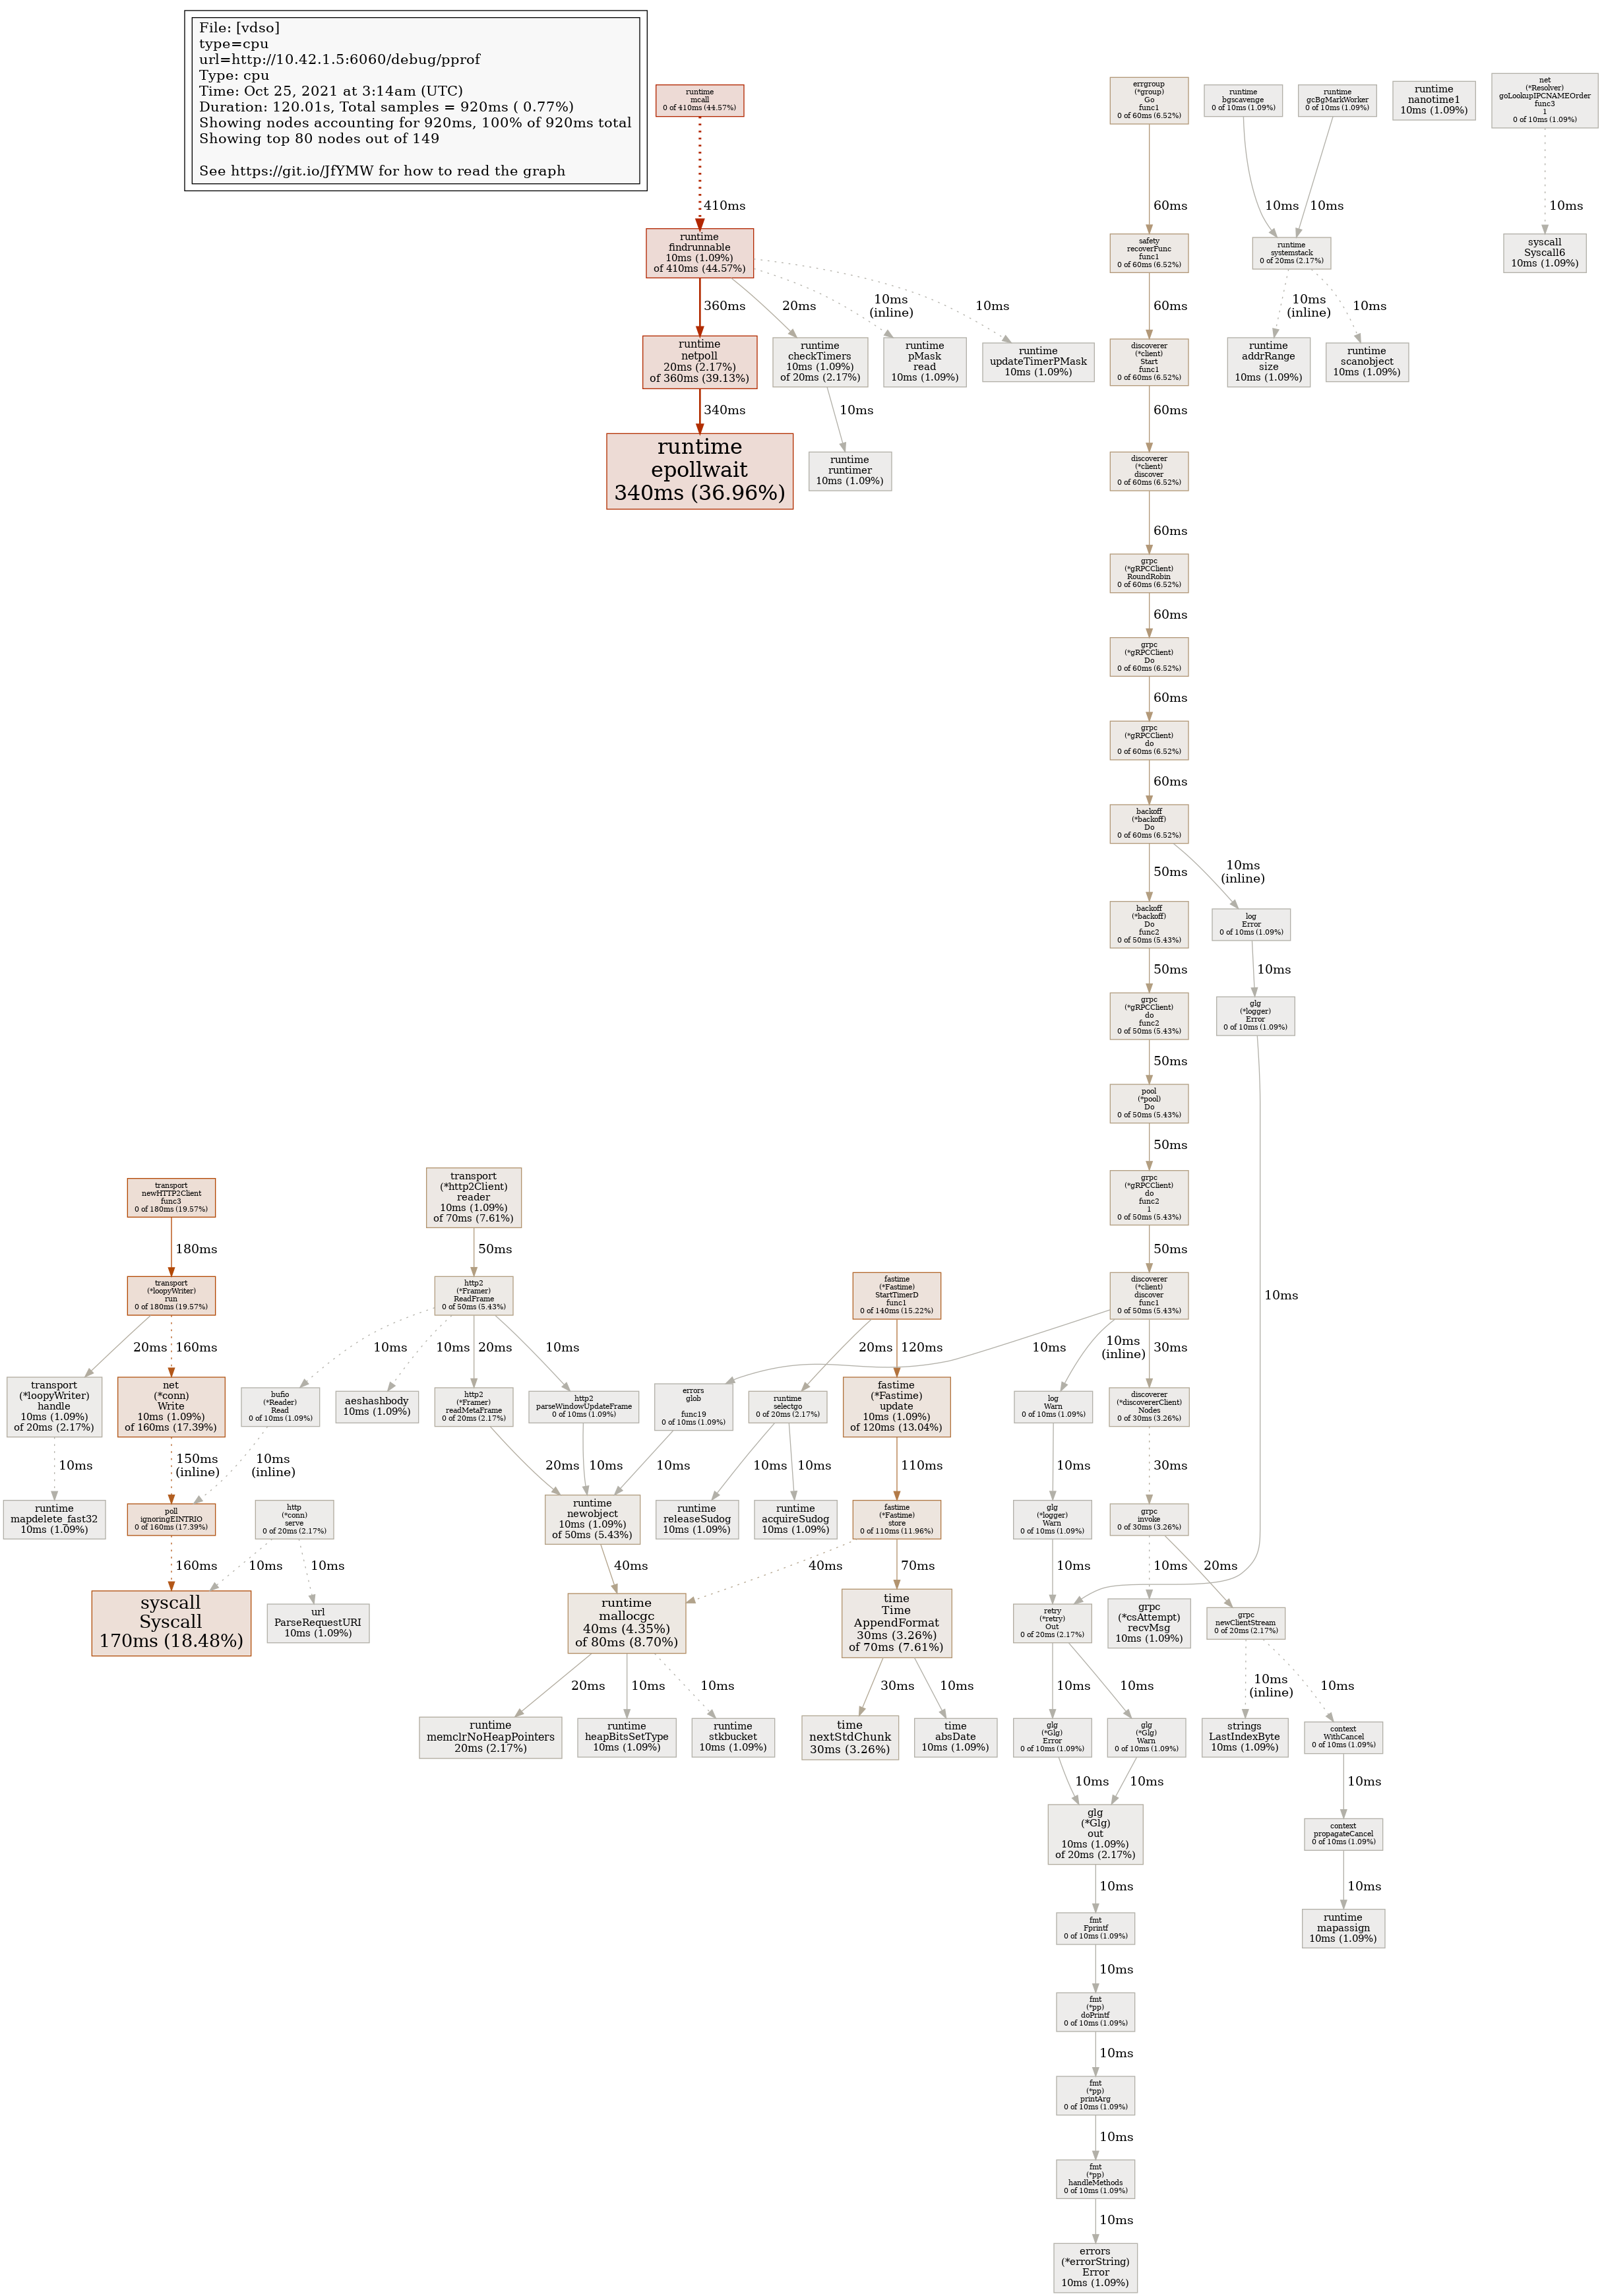 File: [vdso]
type=cpu
url=http://10.42.1.5:6060/debug/pprof
Type: cpu
Time: Oct 25, 2021 at 3:14am (UTC)
Duration: 120.01s, Total samples = 920ms ( 0.77%)
Showing nodes accounting for 920ms, 100% of 920ms total
Showing top 80 nodes out of 149
See https://git.io/JfYMW for how to read the graph
runtime
mcall
0 of 410ms (44.57%)
errgroup
(*group)
Go
func1
0 of 60ms (6.52%)
runtime
bgscavenge
0 of 10ms (1.09%)
runtime
gcBgMarkWorker
0 of 10ms (1.09%)
runtime
nanotime1
10ms (1.09%)
net
(*Resolver)
goLookupIPCNAMEOrder
func3
1
0 of 10ms (1.09%)
410ms
60ms
10ms
10ms
10ms
runtime
findrunnable
10ms (1.09%)
of 410ms (44.57%)
safety
recoverFunc
func1
0 of 60ms (6.52%)
runtime
systemstack
0 of 20ms (2.17%)
syscall
Syscall6
10ms (1.09%)
360ms
20ms
10ms
(inline)
10ms
60ms
10ms
(inline)
10ms
runtime
netpoll
20ms (2.17%)
of 360ms (39.13%)
runtime
checkTimers
10ms (1.09%)
of 20ms (2.17%)
runtime
pMask
read
10ms (1.09%)
runtime
updateTimerPMask
10ms (1.09%)
discoverer
(*client)
Start
func1
0 of 60ms (6.52%)
runtime
addrRange
size
10ms (1.09%)
runtime
scanobject
10ms (1.09%)
340ms
10ms
60ms
runtime
epollwait
340ms (36.96%)
runtime
runtimer
10ms (1.09%)
discoverer
(*client)
discover
0 of 60ms (6.52%)
60ms
grpc
(*gRPCClient)
RoundRobin
0 of 60ms (6.52%)
60ms
grpc
(*gRPCClient)
Do
0 of 60ms (6.52%)
60ms
grpc
(*gRPCClient)
do
0 of 60ms (6.52%)
60ms
backoff
(*backoff)
Do
0 of 60ms (6.52%)
50ms
10ms
(inline)
backoff
(*backoff)
Do
func2
0 of 50ms (5.43%)
log
Error
0 of 10ms (1.09%)
50ms
10ms
grpc
(*gRPCClient)
do
func2
0 of 50ms (5.43%)
glg
(*logger)
Error
0 of 10ms (1.09%)
50ms
pool
(*pool)
Do
0 of 50ms (5.43%)
50ms
transport
newHTTP2Client
func3
0 of 180ms (19.57%)
transport
(*http2Client)
reader
10ms (1.09%)
of 70ms (7.61%)
grpc
(*gRPCClient)
do
func2
1
0 of 50ms (5.43%)
180ms
50ms
50ms
transport
(*loopyWriter)
run
0 of 180ms (19.57%)
http2
(*Framer)
ReadFrame
0 of 50ms (5.43%)
fastime
(*Fastime)
StartTimerD
func1
0 of 140ms (15.22%)
discoverer
(*client)
discover
func1
0 of 50ms (5.43%)
10ms
20ms
160ms
10ms
10ms
20ms
10ms
20ms
120ms
10ms
10ms
(inline)
30ms
transport
(*loopyWriter)
handle
10ms (1.09%)
of 20ms (2.17%)
net
(*conn)
Write
10ms (1.09%)
of 160ms (17.39%)
bufio
(*Reader)
Read
0 of 10ms (1.09%)
aeshashbody
10ms (1.09%)
http2
(*Framer)
readMetaFrame
0 of 20ms (2.17%)
http2
parseWindowUpdateFrame
0 of 10ms (1.09%)
errors
glob
func19
0 of 10ms (1.09%)
runtime
selectgo
0 of 20ms (2.17%)
fastime
(*Fastime)
update
10ms (1.09%)
of 120ms (13.04%)
log
Warn
0 of 10ms (1.09%)
discoverer
(*discovererClient)
Nodes
0 of 30ms (3.26%)
10ms
150ms
(inline)
10ms
(inline)
20ms
10ms
10ms
10ms
10ms
110ms
10ms
30ms
runtime
mapdelete_fast32
10ms (1.09%)
poll
ignoringEINTRIO
0 of 160ms (17.39%)
http
(*conn)
serve
0 of 20ms (2.17%)
runtime
newobject
10ms (1.09%)
of 50ms (5.43%)
runtime
releaseSudog
10ms (1.09%)
runtime
acquireSudog
10ms (1.09%)
fastime
(*Fastime)
store
0 of 110ms (11.96%)
glg
(*logger)
Warn
0 of 10ms (1.09%)
grpc
invoke
0 of 30ms (3.26%)
160ms
10ms
10ms
40ms
40ms
70ms
10ms
10ms
20ms
syscall
Syscall
170ms (18.48%)
url
ParseRequestURI
10ms (1.09%)
runtime
mallocgc
40ms (4.35%)
of 80ms (8.70%)
time
Time
AppendFormat
30ms (3.26%)
of 70ms (7.61%)
retry
(*retry)
Out
0 of 20ms (2.17%)
grpc
(*csAttempt)
recvMsg
10ms (1.09%)
grpc
newClientStream
0 of 20ms (2.17%)
20ms
10ms
10ms
30ms
10ms
10ms
10ms
10ms
(inline)
10ms
runtime
memclrNoHeapPointers
20ms (2.17%)
runtime
heapBitsSetType
10ms (1.09%)
runtime
stkbucket
10ms (1.09%)
time
nextStdChunk
30ms (3.26%)
time
absDate
10ms (1.09%)
glg
(*Glg)
Error
0 of 10ms (1.09%)
glg
(*Glg)
Warn
0 of 10ms (1.09%)
strings
LastIndexByte
10ms (1.09%)
context
WithCancel
0 of 10ms (1.09%)
10ms
10ms
10ms
glg
(*Glg)
out
10ms (1.09%)
of 20ms (2.17%)
context
propagateCancel
0 of 10ms (1.09%)
10ms
10ms
fmt
Fprintf
0 of 10ms (1.09%)
runtime
mapassign
10ms (1.09%)
10ms
fmt
(*pp)
doPrintf
0 of 10ms (1.09%)
10ms
fmt
(*pp)
printArg
0 of 10ms (1.09%)
10ms
fmt
(*pp)
handleMethods
0 of 10ms (1.09%)
10ms
errors
(*errorString)
Error
10ms (1.09%)